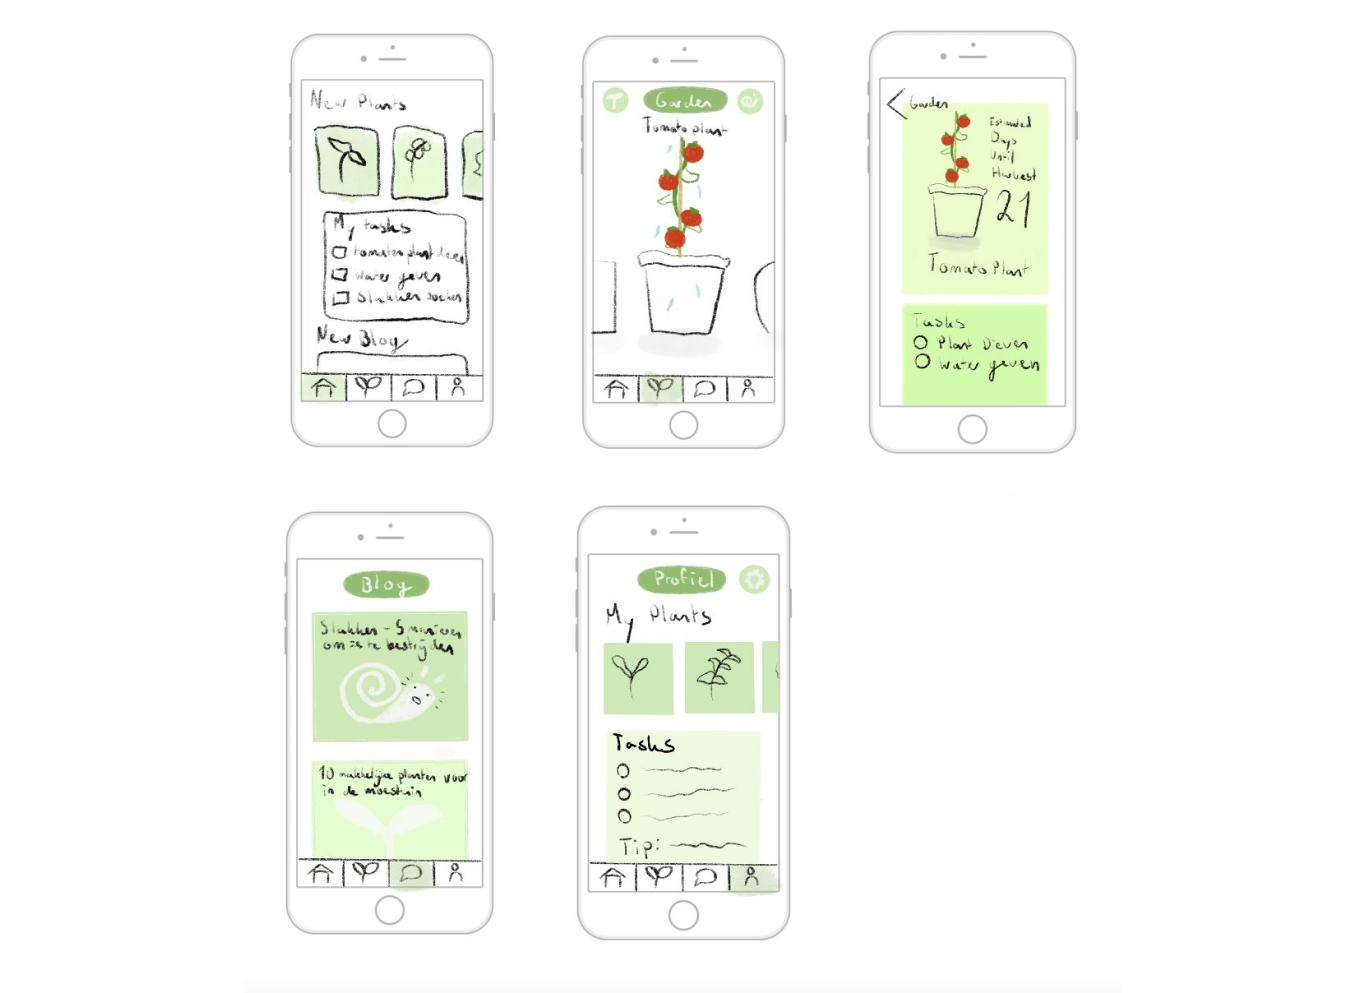 New Plants
My tasks
tomatenplant dieven
water geven
Slakken zoeken
New Blog
Garden
Tomato plant
Garden
Estimated
Days
Until
Harvest
21
Tomato Plant
Tasks
Plant Dieven
Water geven
Blog
Slakken - 5 manieren
om ze te bestrijden
10 makkelijke planten voor
in de moestuin
Profiel
My Plants
Tasks
Tip: